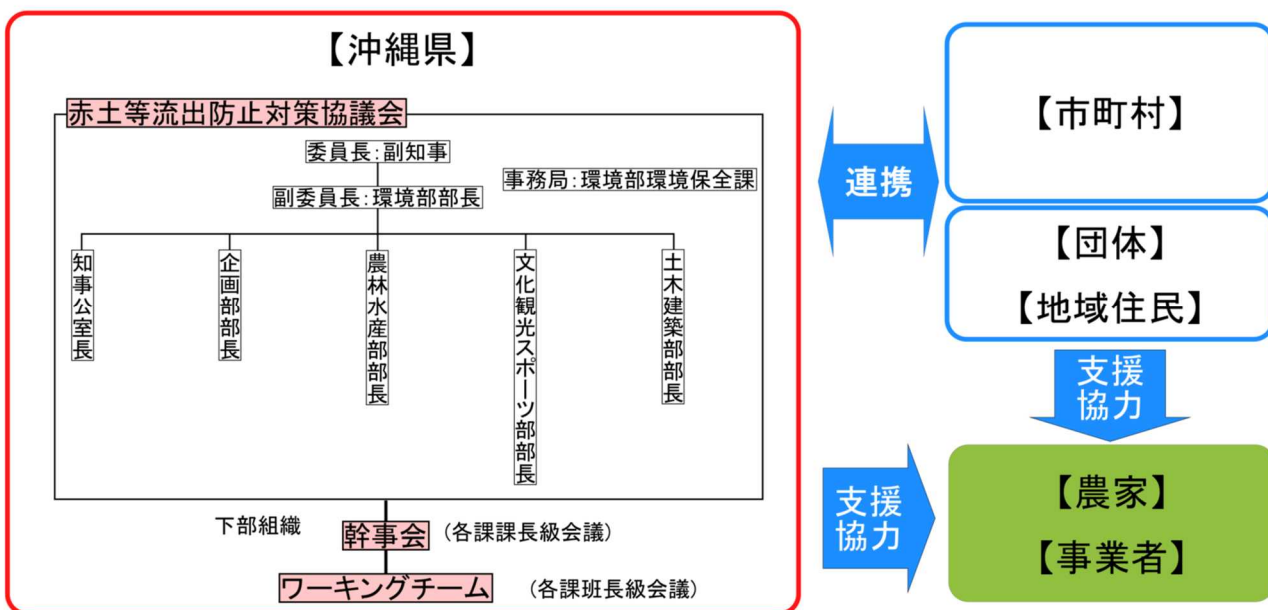 【沖縄県】
赤土等流出防止対策協議会
委員長：副知事
事務局：環境部環境保全課
副委員長：環境部部長
知事公室長
企画部部長
農林水産部部長
文化観光スポーツ部部長
土木建築部部長
下部組織
幹事会
（各課課長級会議）
ワーキングチーム
（各課班長級会議）
連携
【市町村】
【団体】
【地域住民】
支援
協力
支援
協力
【農家】
【事業者】